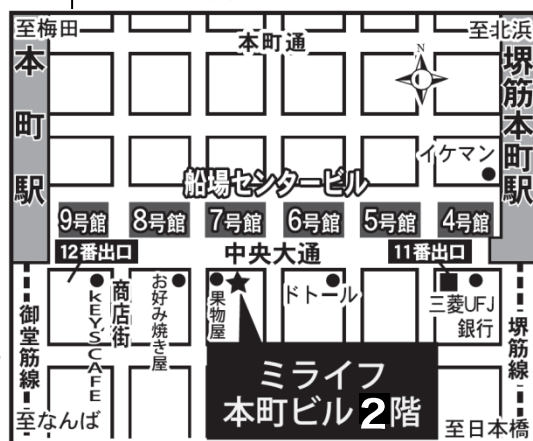 至梅田
本町通
至北浜
N
本町駅
堺筋本町駅
イケマン
船場センタービル
9号館
8号館
7号館
6号館
5号館
4号館
12番出口
中央大通
11番出口
御堂筋線
KEY'S CAFE
商店街
お好み焼き屋
果物屋
ドトール
三菱UFJ
銀行
堺筋線
ミライフ
本町ビル2階
至なんば
至日本橋